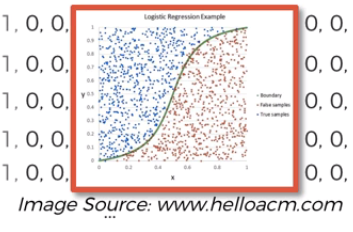 1, 0, 0,
0, 0,
1, 0, 0,
0, 0,
1, 0, 0,
0, 0,
1, 0, 0,
0, 0,
1, 0, 0,
0, 0,
Logistic Regression Example
1
0.9
0.8
0.7
0.6
y 0.5
0.4
0.3
0.2
0.1
0
0 0.2 0.4 0.6 0.8 1
x
Boundary
False samples
True samples
Image Source: www.helloacm.com